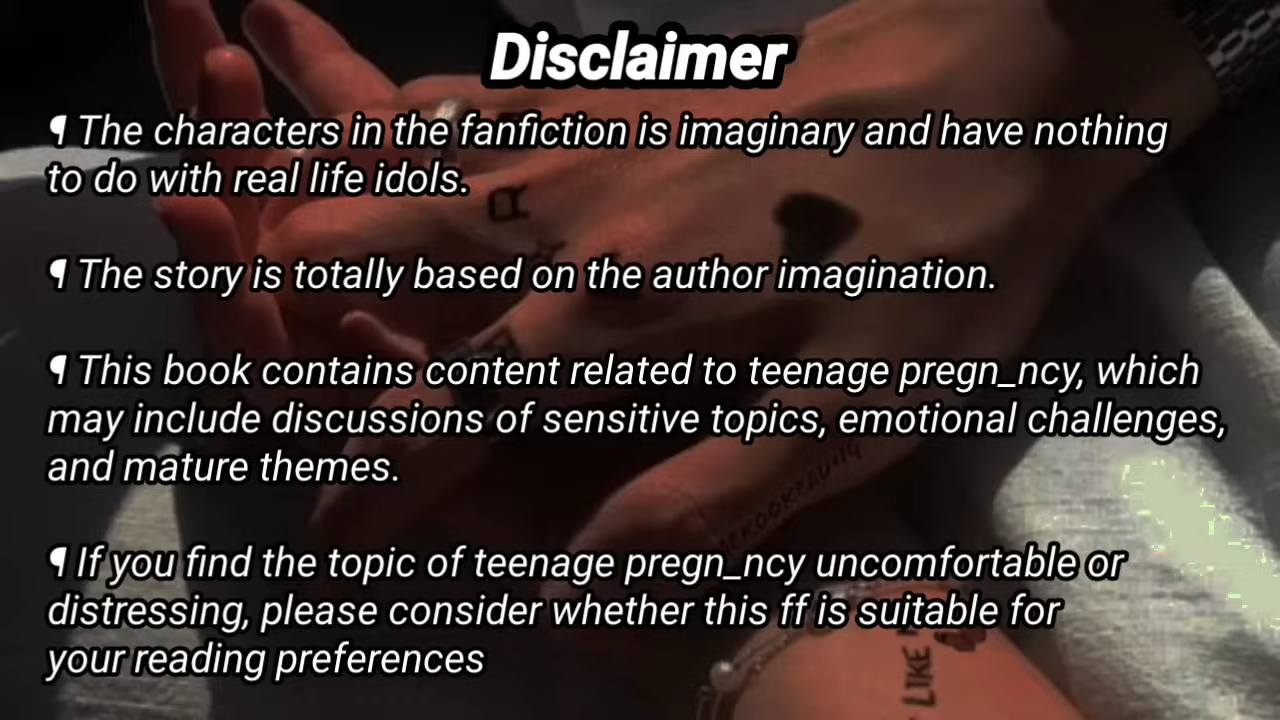 Disclaimer
¶ The characters in the fanfiction is imaginary and have nothing
to do with real life idols.
¶ The story is totally based on the author imagination.
¶ This book contains content related to teenage pregn_ncy, which
may include discussions of sensitive topics, emotional challenges,
and mature themes.
¶ If you find the topic of teenage pregn_ncy uncomfortable or
distressing, please consider whether this ff is suitable for
your reading preferences
LIKE